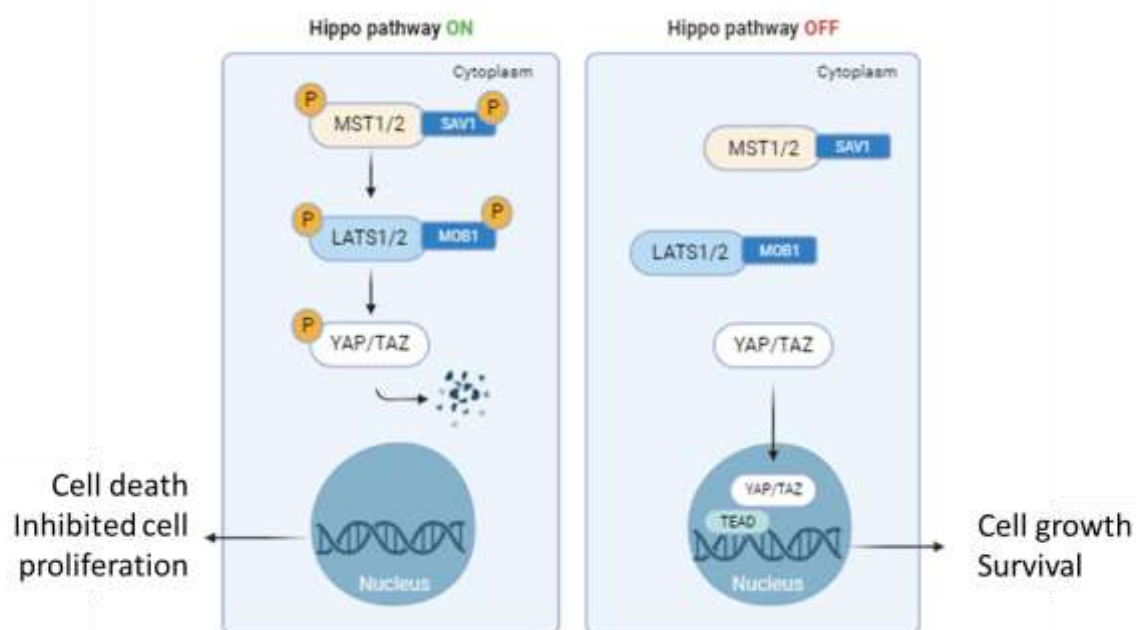 Hippo pathway ON
Cytoplasm
P
MST1/2
SAV1
P
P
LATS1/2
MOB1
P
P
YAP/TAZ
Nucleus
Cell death
Inhibited cell
proliferation
Hippo pathway OFF
Cytoplasm
MST1/2
SAV1
LATS1/2
MOB1
YAP/TAZ
YAP/TAZ
TEAD
Nucleus
Cell growth
Survival